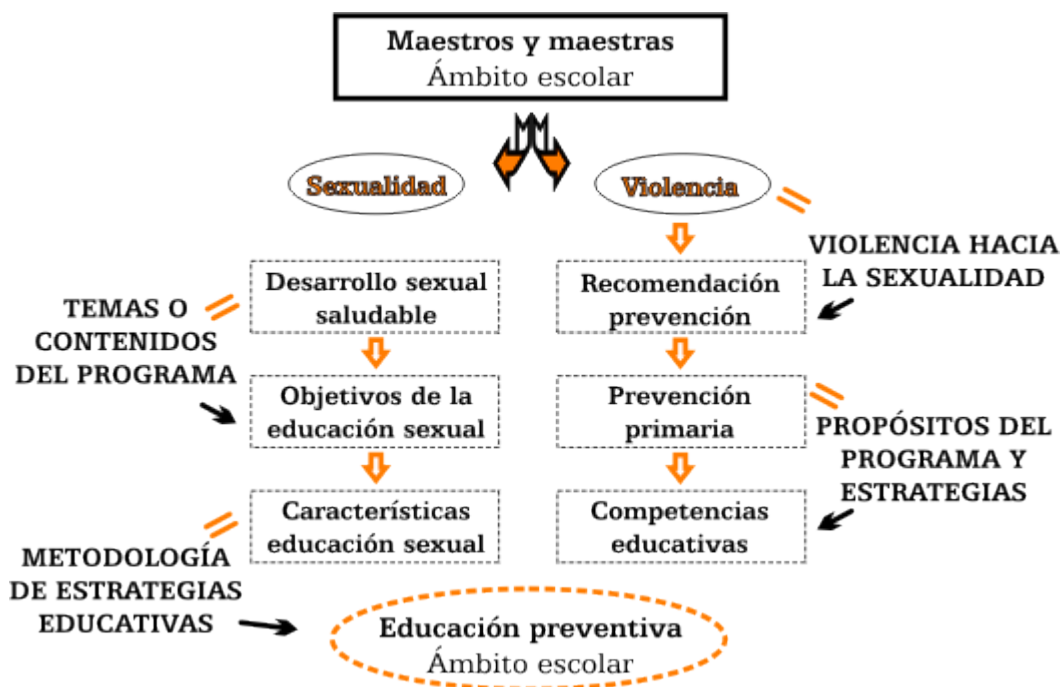 Maestros y maestras
Ámbito escolar
Sexualidad
Violencia
VIOLENCIA HACIA
LA SEXUALIDAD
Desarrollo sexual
saludable
Recomendación
prevención
TEMAS O
CONTENIDOS
DEL PROGRAMA
Objetivos de la
educación sexual
Prevención
primaria
PROPÓSITOS DEL
PROGRAMA Y
ESTRATEGIAS
Características
educación sexual
Competencias
educativas
METODOLOGÍA
DE ESTRATEGIAS
EDUCATIVAS
Educación preventiva
Ámbito escolar